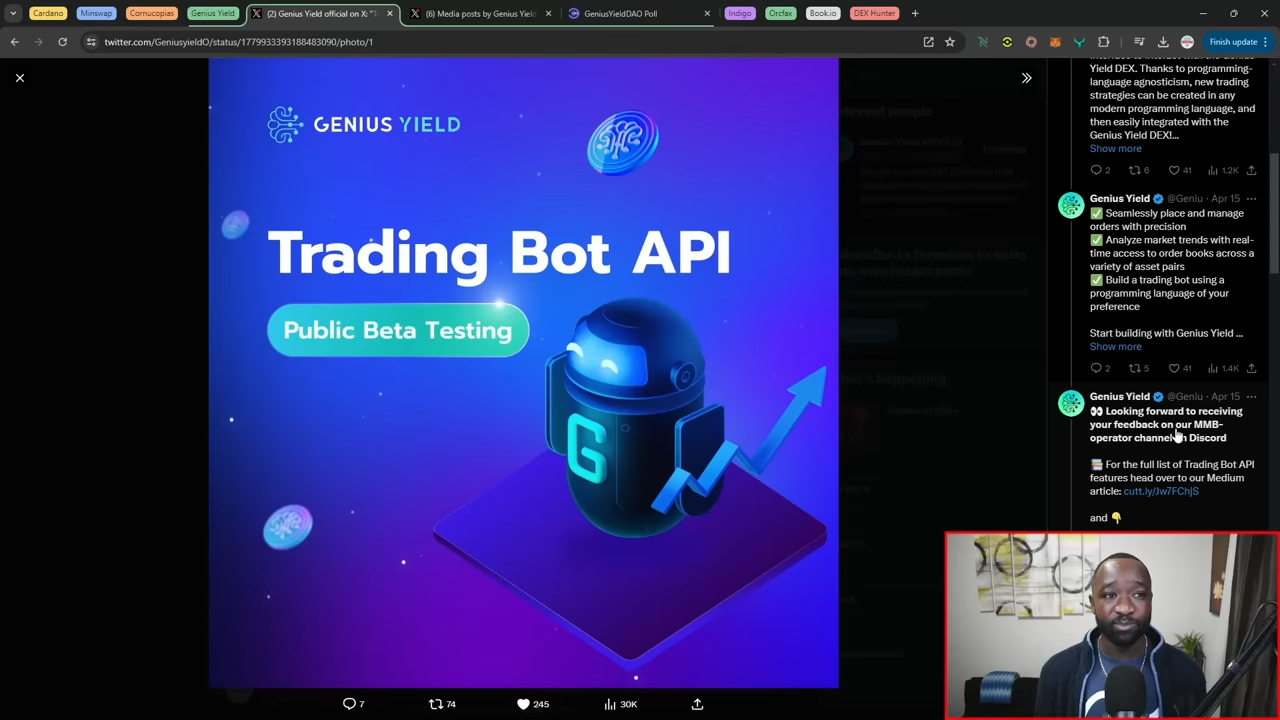 Cardano
Minswap
Cornucopias
Genius Yield
(2) Genius Yield official on X: "T
(6) Media posts by Genius Yield
GeniusYieldDAO Poll
Indigo
Orcfax
Book.io
DEX Hunter
twitter.com/GeniusyieldO/status/1779933393188483090/photo/1
Finish update
GENIUS YIELD
Trading Bot API
Public Beta Testing
G
7
74
245
30K
Yield DEX. Thanks to programming-
language agnosticism, new trading
strategies can be created in any
modern programming language, and
then easily integrated with the
Genius Yield DEX!...
Show more
2
6
41
1.2K
Genius Yield @Geniu · Apr 15
✅ Seamlessly place and manage
orders with precision
✅ Analyze market trends with real-
time access to order books across a
variety of asset pairs
✅ Build a trading bot using a
programming language of your
preference
Start building with Genius Yield ...
Show more
2
5
41
1.4K
Genius Yield @Geniu · Apr 15
👀 Looking forward to receiving
your feedback on our MMB-
operator channel Discord
📚 For the full list of Trading Bot API
features head over to our Medium
article: cutt.ly/Jw7FChjS
and 👇